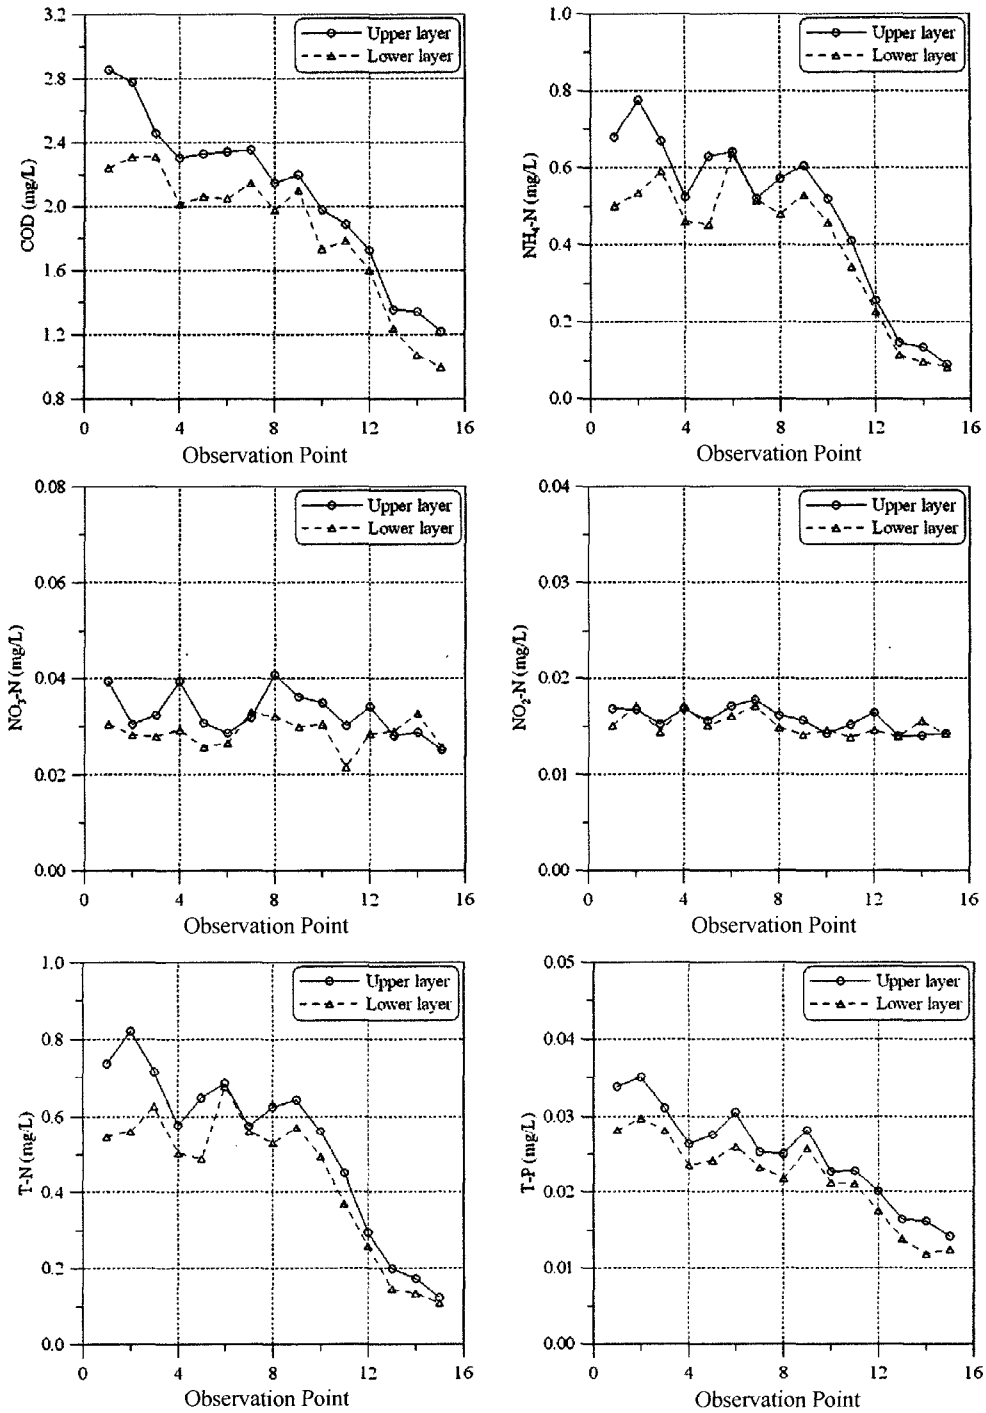 3.2
2.8
2.4
2.0
1.6
1.2
0.8
COD (mg/L)
Upper layer
Lower layer
0 4 8 12 16
Observation Point
1.0
0.8
0.6
0.4
0.2
0.0
NH₄-N (mg/L)
Upper layer
Lower layer
0 4 8 12 16
Observation Point
0.08
0.06
0.04
0.02
0.00
NO₃-N (mg/L)
Upper layer
Lower layer
0 4 8 12 16
Observation Point
0.04
0.03
0.02
0.01
0.00
NO₂-N (mg/L)
Upper layer
Lower layer
0 4 8 12 16
Observation Point
1.0
0.8
0.6
0.4
0.2
0.0
T-N (mg/L)
Upper layer
Lower layer
0 4 8 12 16
Observation Point
0.05
0.04
0.03
0.02
0.01
0.00
T-P (mg/L)
Upper layer
Lower layer
0 4 8 12 16
Observation Point